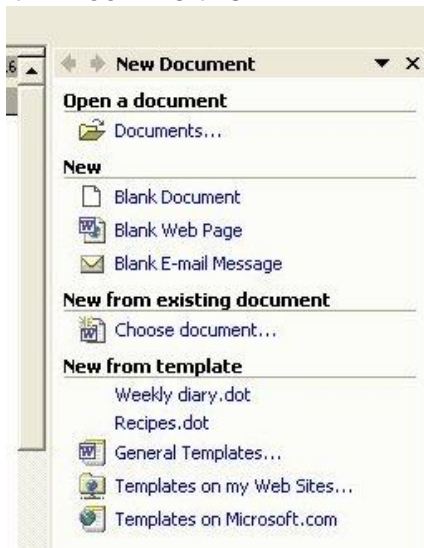 .6
New Document
Open a document
Documents...
New
Blank Document
Blank Web Page
Blank E-mail Message
New from existing document
Choose document...
New from template
Weekly diary.dot
Recipes.dot
General Templates...
Templates on my Web Sites...
Templates on Microsoft.com